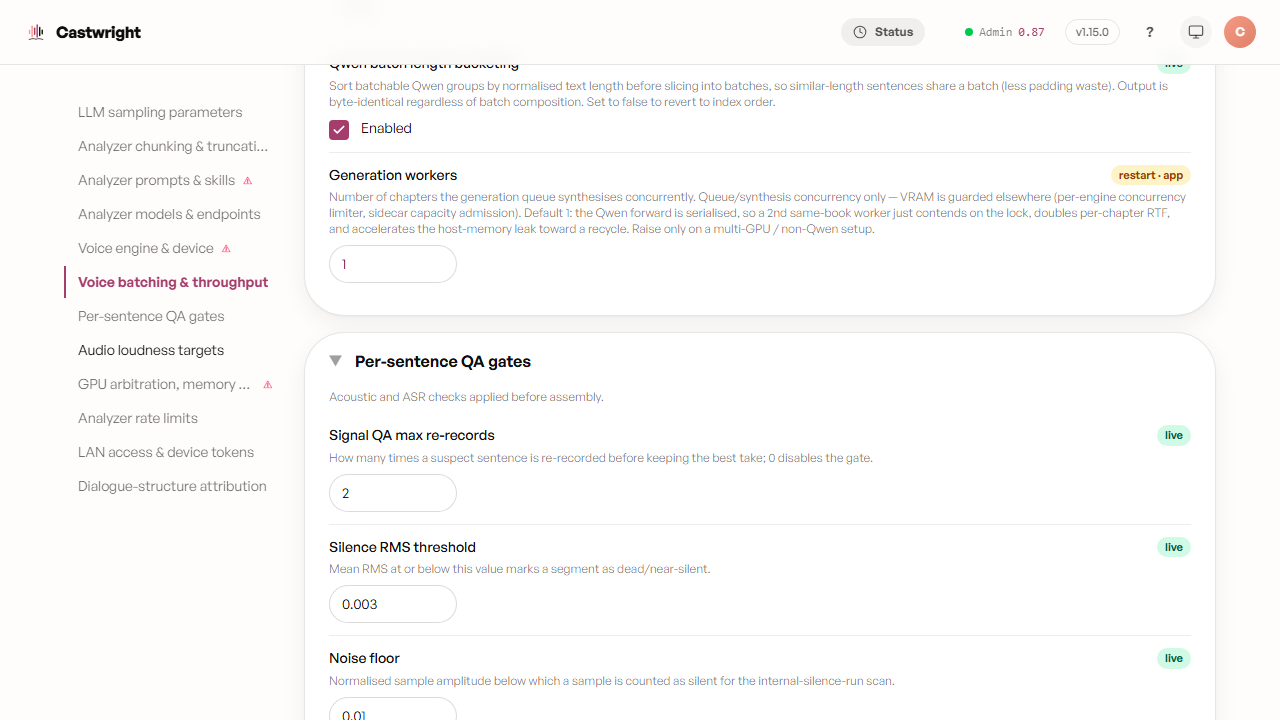 Castwright
Status
Admin 0.87
v1.15.0
?
C
LLM sampling parameters
Analyzer chunking & truncati...
Analyzer prompts & skills
Analyzer models & endpoints
Voice engine & device
Voice batching & throughput
Per-sentence QA gates
Audio loudness targets
GPU arbitration, memory ...
Analyzer rate limits
LAN access & device tokens
Dialogue-structure attribution
Qwen batch length bucketing
live
Sort batchable Qwen groups by normalised text length before slicing into batches, so similar-length sentences share a batch (less padding waste). Output is
byte-identical regardless of batch composition. Set to false to revert to index order.
Enabled
Generation workers
restart · app
Number of chapters the generation queue synthesises concurrently. Queue/synthesis concurrency only — VRAM is guarded elsewhere (per-engine concurrency
limiter, sidecar capacity admission). Default 1: the Qwen forward is serialised, so a 2nd same-book worker just contends on the lock, doubles per-chapter RTF,
and accelerates the host-memory leak toward a recycle. Raise only on a multi-GPU / non-Qwen setup.
1
Per-sentence QA gates
Acoustic and ASR checks applied before assembly.
Signal QA max re-records
live
How many times a suspect sentence is re-recorded before keeping the best take; 0 disables the gate.
2
Silence RMS threshold
live
Mean RMS at or below this value marks a segment as dead/near-silent.
0.003
Noise floor
live
Normalised sample amplitude below which a sample is counted as silent for the internal-silence-run scan.
0.01